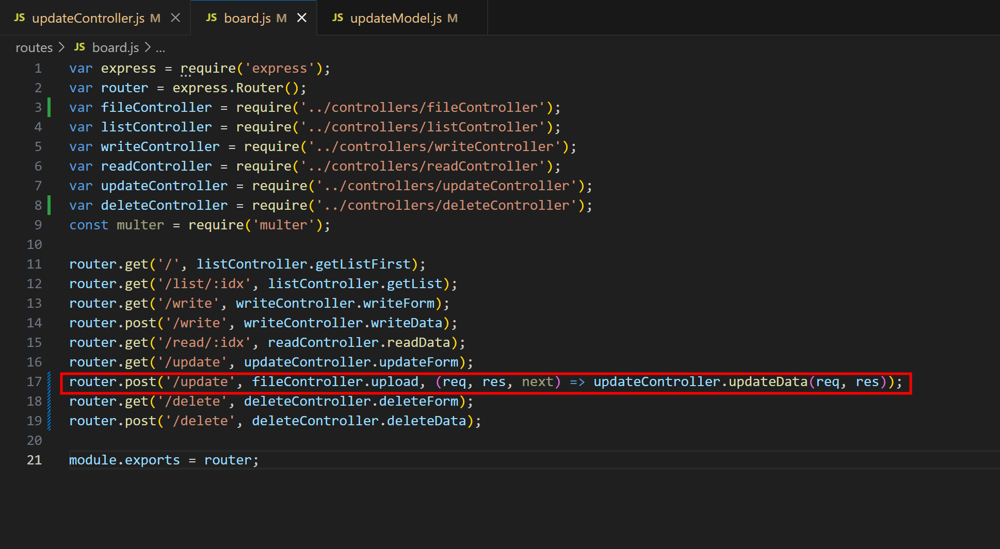 JS updateController.js M × JS board.js M × JS updateModel.js M
routes > JS board.js > ...
1 var express = require('express');
2 var router = express.Router();
3 var fileController = require('../controllers/fileController');
4 var listController = require('../controllers/listController');
5 var writeController = require('../controllers/writeController');
6 var readController = require('../controllers/readController');
7 var updateController = require('../controllers/updateController');
8 var deleteController = require('../controllers/deleteController');
9 const multer = require('multer');
10
11 router.get('/', listController.getListFirst);
12 router.get('/list/:idx', listController.getList);
13 router.get('/write', writeController.writeForm);
14 router.post('/write', writeController.writeData);
15 router.get('/read/:idx', readController.readData);
16 router.get('/update', updateController.updateForm);
17 router.post('/update', fileController.upload, (req, res, next) => updateController.updateData(req, res));
18 router.get('/delete', deleteController.deleteForm);
19 router.post('/delete', deleteController.deleteData);
20
21 module.exports = router;